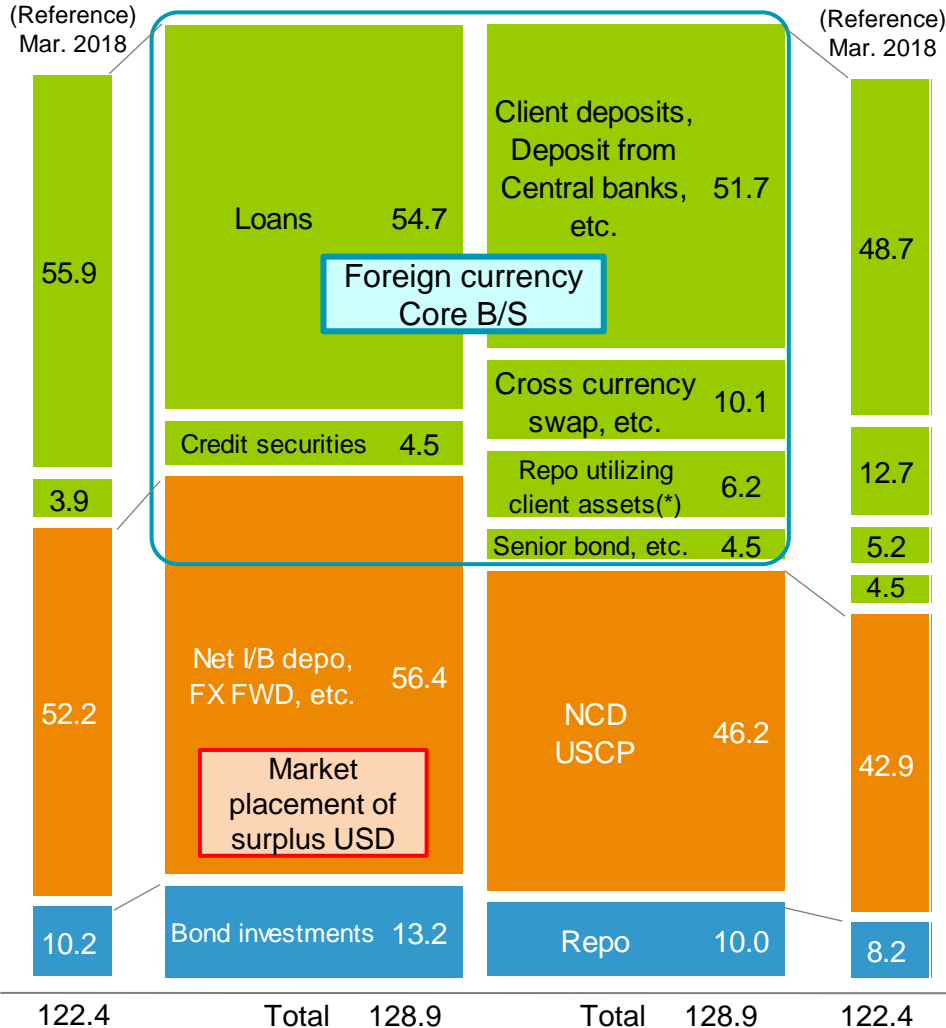 (Reference)
Mar. 2018
55.9
3.9
52.2
10.2
122.4
Loans 54.7
Credit securities 4.5
Net I/B depo,
FX FWD, etc. 56.4
Market
placement of
surplus USD
Bond investments 13.2
Total 128.9
Foreign currency
Core B/S
Client deposits,
Deposit from
Central banks, 51.7
etc.
Cross currency
swap, etc. 10.1
Repo utilizing
client assets(*) 6.2
Senior bond, etc. 4.5
NCD
USCP 46.2
Repo 10.0
Total 128.9
(Reference)
Mar. 2018
48.7
12.7
5.2
4.5
42.9
8.2
122.4